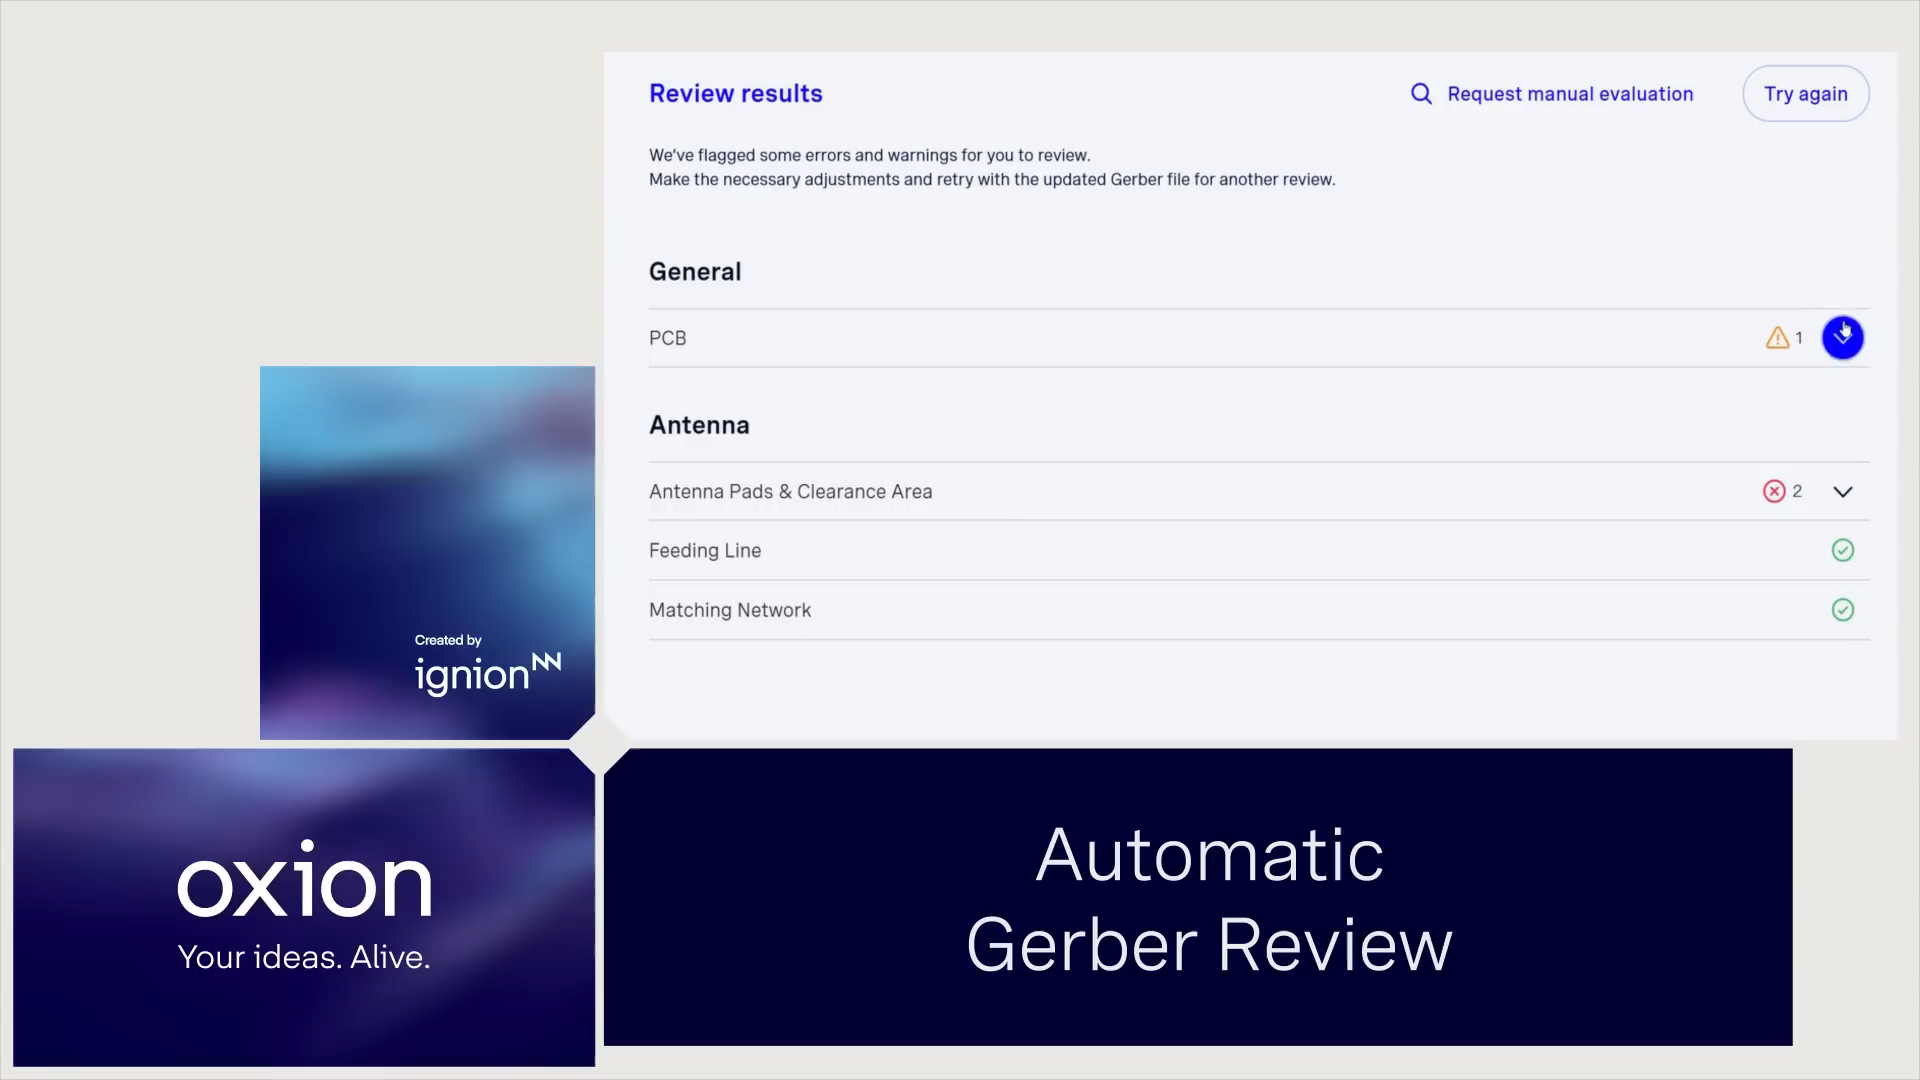 Review results
Request manual evaluation
Try again
We've flagged some errors and warnings for you to review.
Make the necessary adjustments and retry with the updated Gerber file for another review.
General
PCB
1
Antenna
Antenna Pads & Clearance Area
2
Feeding Line
Matching Network
Created by
ignion
oxion
Your ideas. Alive.
Automatic
Gerber Review